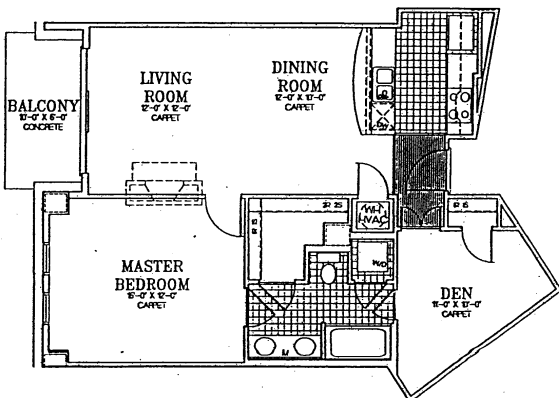 LIVING
ROOM
12'-0" X 12'-0"
CARPET
DINING
ROOM
12'-0" X 10'-0"
CARPET
BALCONY
10'-0" X 6'-0"
CONCRETE
MASTER
BEDROOM
15'-0" X 12'-0"
CARPET
DEN
11'-0" X 10'-0"
CARPET
WH
HVAC
W/D
M